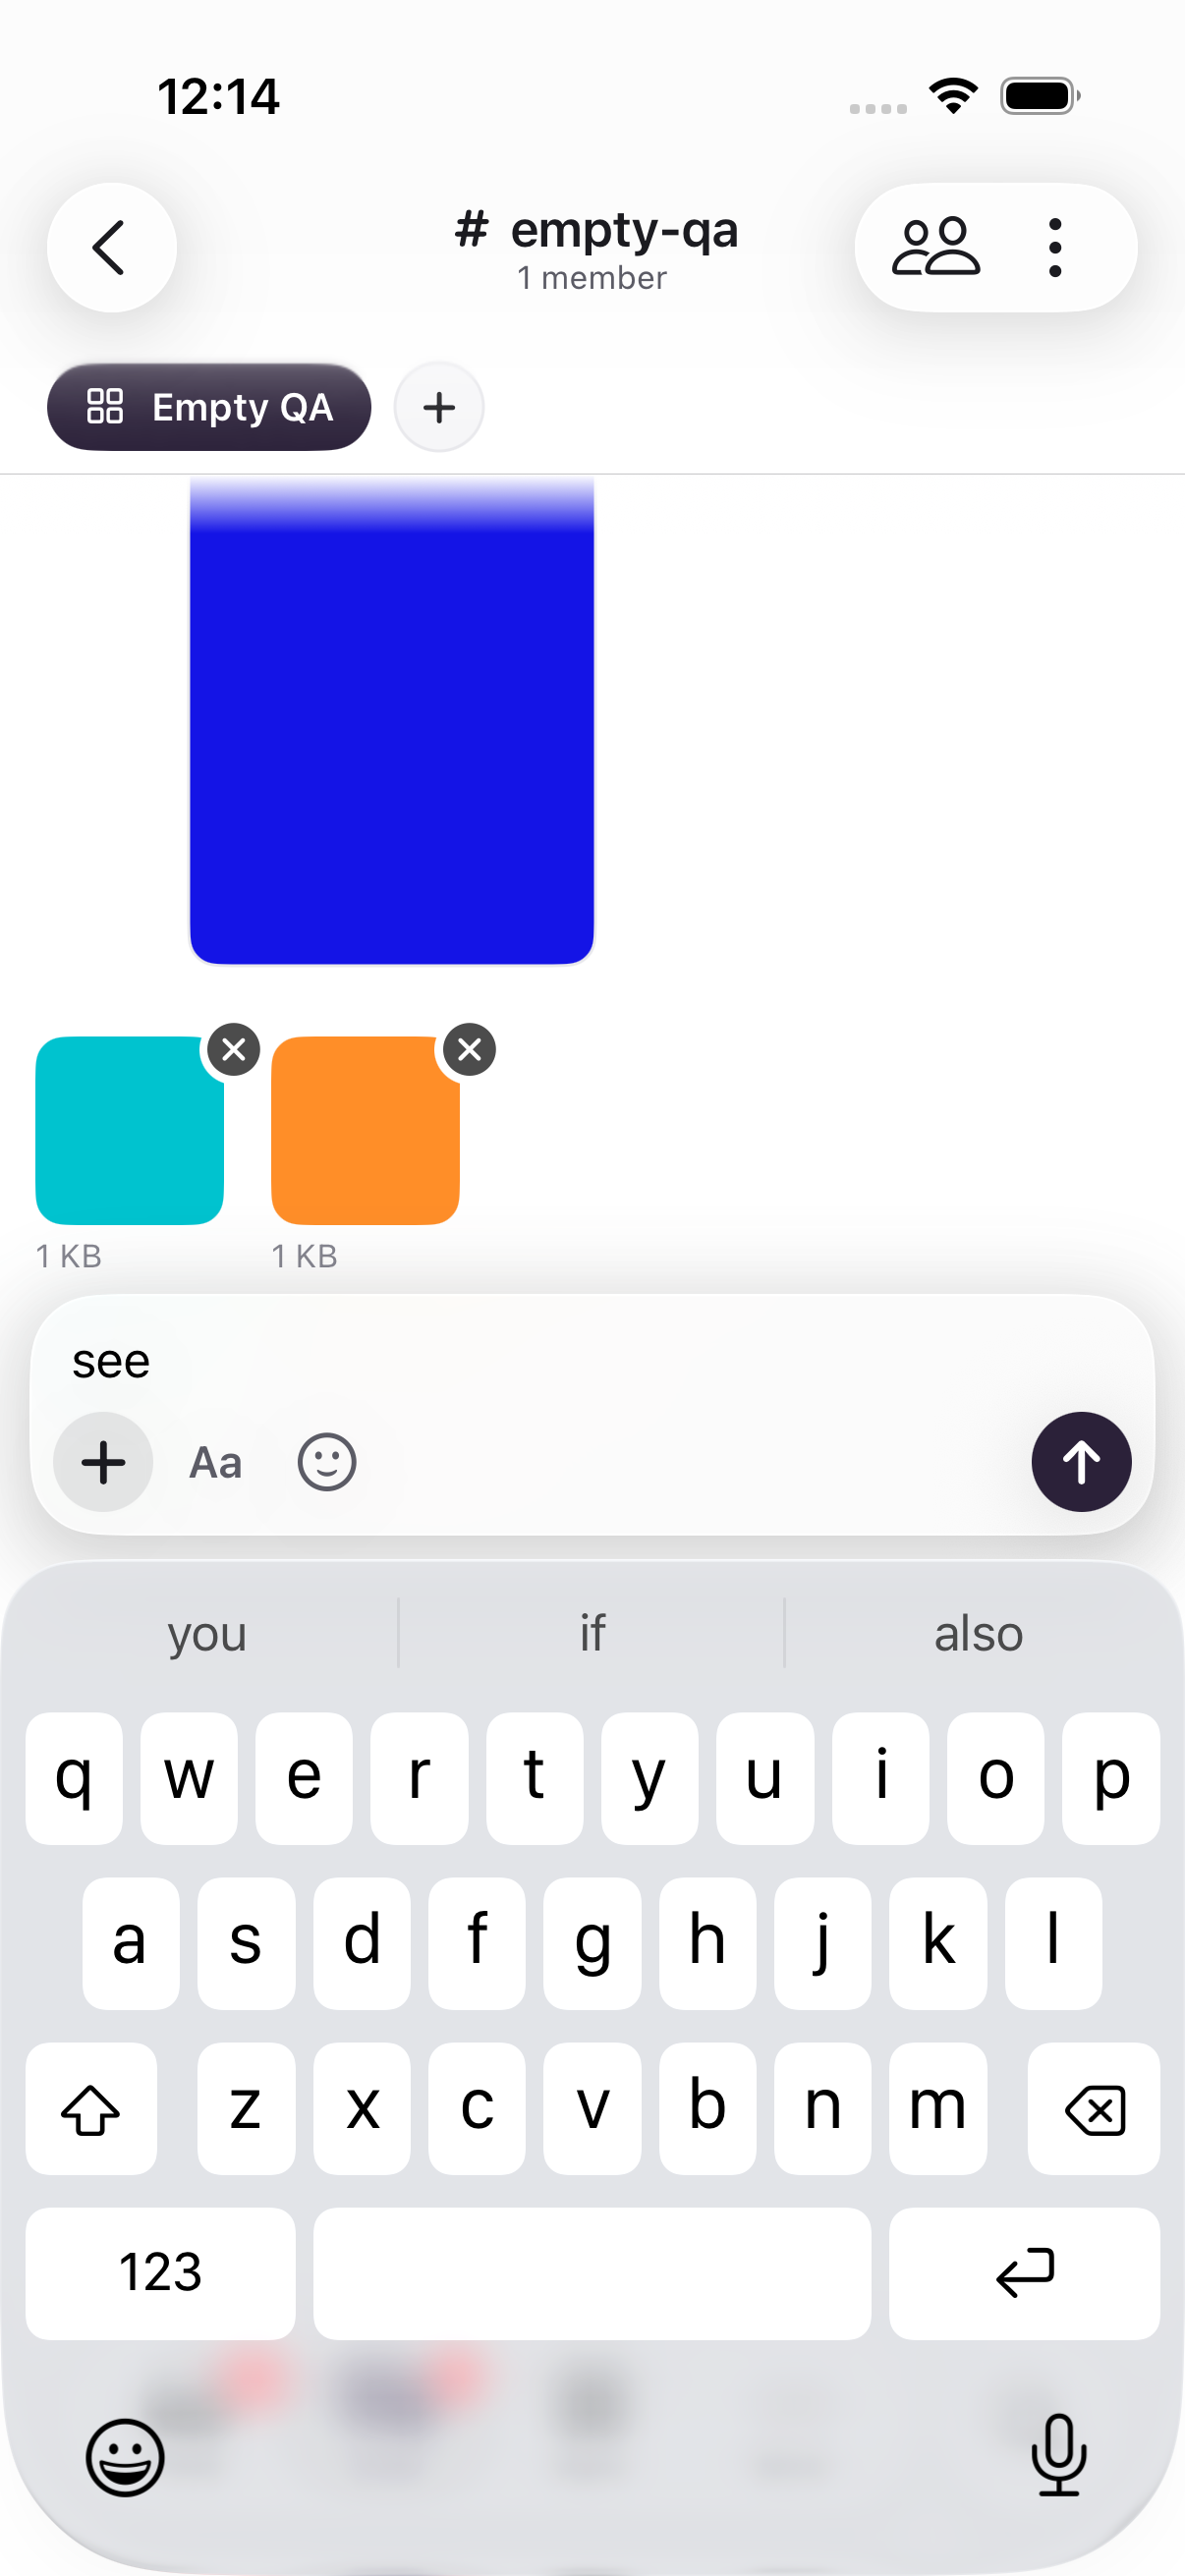 12:14
# empty-qa
1 member
Empty QA
1 KB 1 KB
see
Aa
you if also
q w e r t y u i o p
a s d f g h j k l
z x c v b n m
123